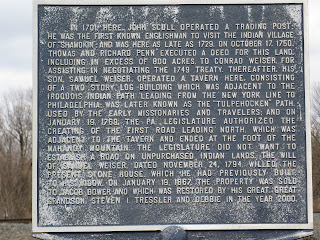 IN 1701, HERE, JOHN SCULL OPERATED A TRADING POST.
HE WAS THE FIRST KNOWN ENGLISHMAN TO VISIT THE INDIAN VILLAGE
OF SHAMOKIN AND WAS HERE AS LATE AS 1729. ON OCTOBER 17, 1750,
THOMAS AND RICHARD PENN EXECUTED A DEED FOR THIS LAND,
INCLUDING IN EXCESS OF 800 ACRES, TO CONRAD WEISER, FOR
ASSISTING IN NEGOTIATING THE 1749 TREATY. THEREAFTER, HIS
SON, SAMUEL WEISER, OPERATED A TAVERN HERE, CONSISTING
OF A TWO STORY LOG BUILDING WHICH WAS ADJACENT TO THE
IROQUOIS INDIAN PATH LEADING FROM THE NEW YORK LINE TO
PHILADELPHIA, WAS LATER KNOWN AS THE "TULPEHOCKEN" PATH,
USED BY THE EARLY MISSIONARIES AND TRAVELERS, AND ON
JANUARY 19, 1768, THE PA. LEGISLATURE AUTHORIZED THE
CREATING OF THE FIRST ROAD LEADING NORTH, WHICH WAS
ADJACENT TO THE TAVERN AND ENDED AT THE FOOT OF THE
MAHANOY MOUNTAIN. THE LEGISLATURE DID NOT WANT TO
ESTABLISH A ROAD ON UNPURCHASED INDIAN LANDS. THE WILL
OF SAMUEL WEISER, DATED NOVEMBER 24, 1794, WILLED THE
PRESENT STONE HOUSE, WHICH HE HAD PREVIOUSLY BUILT,
TO HIS WIDOW. ON JANUARY 19, 1867, THE PROPERTY WAS SOLD
TO JACOB BOWER AND WHICH WAS RESTORED BY HIS GREAT, GREAT
GRANDSON, STEVEN I. TRESSLER AND DEBBIE IN THE YEAR 2000.